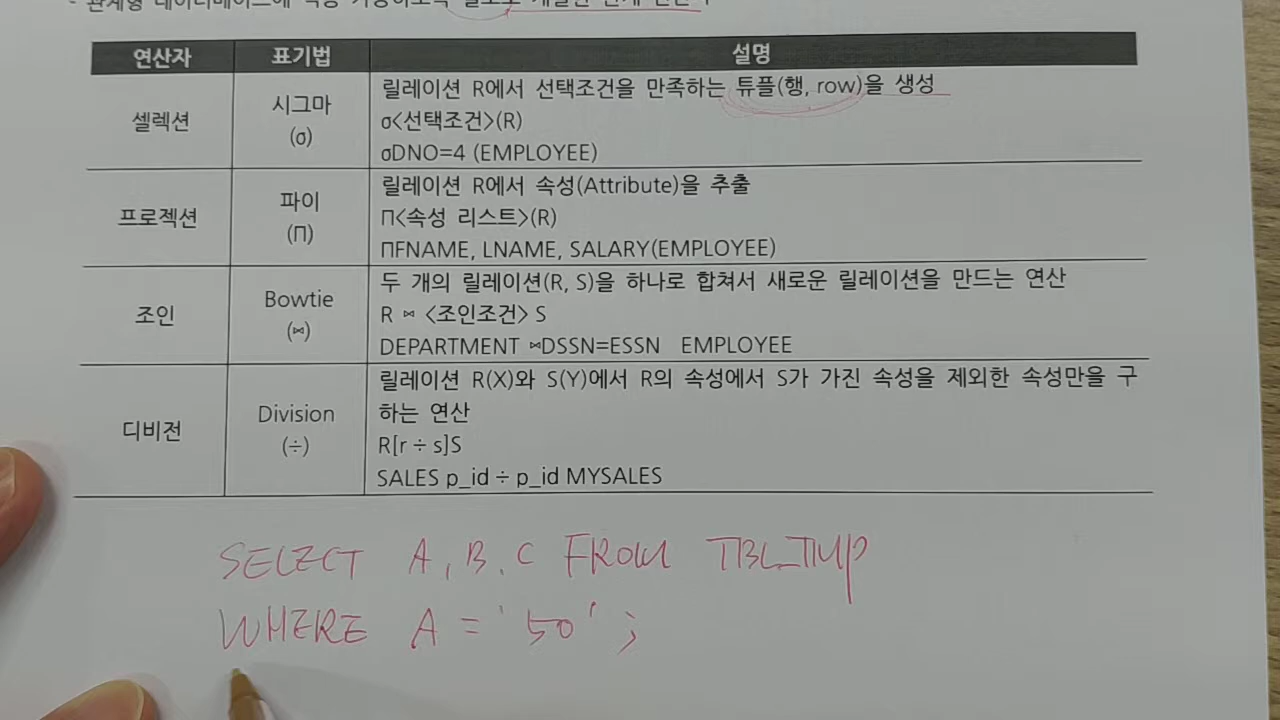 연산자 표기법 설명
셀렉션
시그마
(σ)
릴레이션 R에서 선택조건을 만족하는 튜플(행, row)을 생성
σ<선택조건>(R)
σDNO=4 (EMPLOYEE)
프로젝션
파이
(Π)
릴레이션 R에서 속성(Attribute)을 추출
Π<속성 리스트>(R)
ΠFNAME, LNAME, SALARY(EMPLOYEE)
조인
Bowtie
(⋈)
두 개의 릴레이션(R, S)을 하나로 합쳐서 새로운 릴레이션을 만드는 연산
R ⋈ <조인조건> S
DEPARTMENT ⋈DSSN=ESSN EMPLOYEE
디비전
Division
(÷)
릴레이션 R(X)와 S(Y)에서 R의 속성에서 S가 가진 속성을 제외한 속성만을 구
하는 연산
R[r ÷ s]S
SALES p_id ÷ p_id MYSALES
SELECT A, B, C FROM TBL_TMP
WHERE A = '50' ;